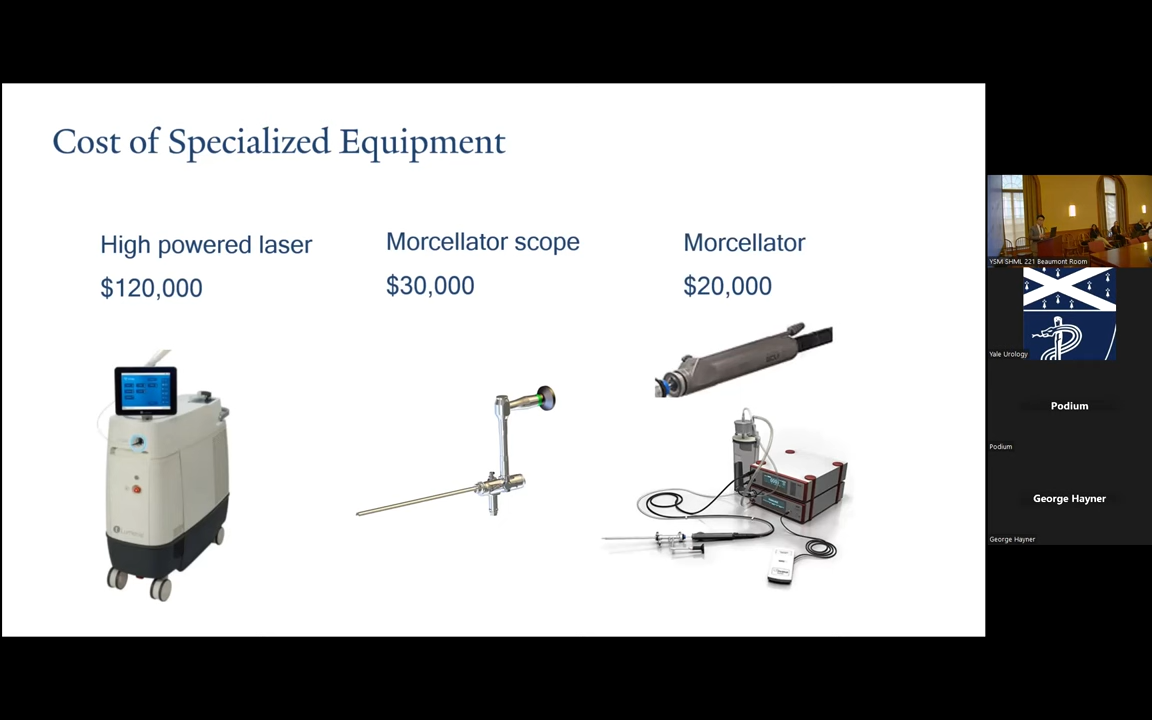 Cost of Specialized Equipment
High powered laser
$120,000
Morcellator scope
$30,000
Morcellator
$20,000
YSM SHML 221 Beaumont Room
Yale Urology
Podium
Podium
George Hayner
George Hayner